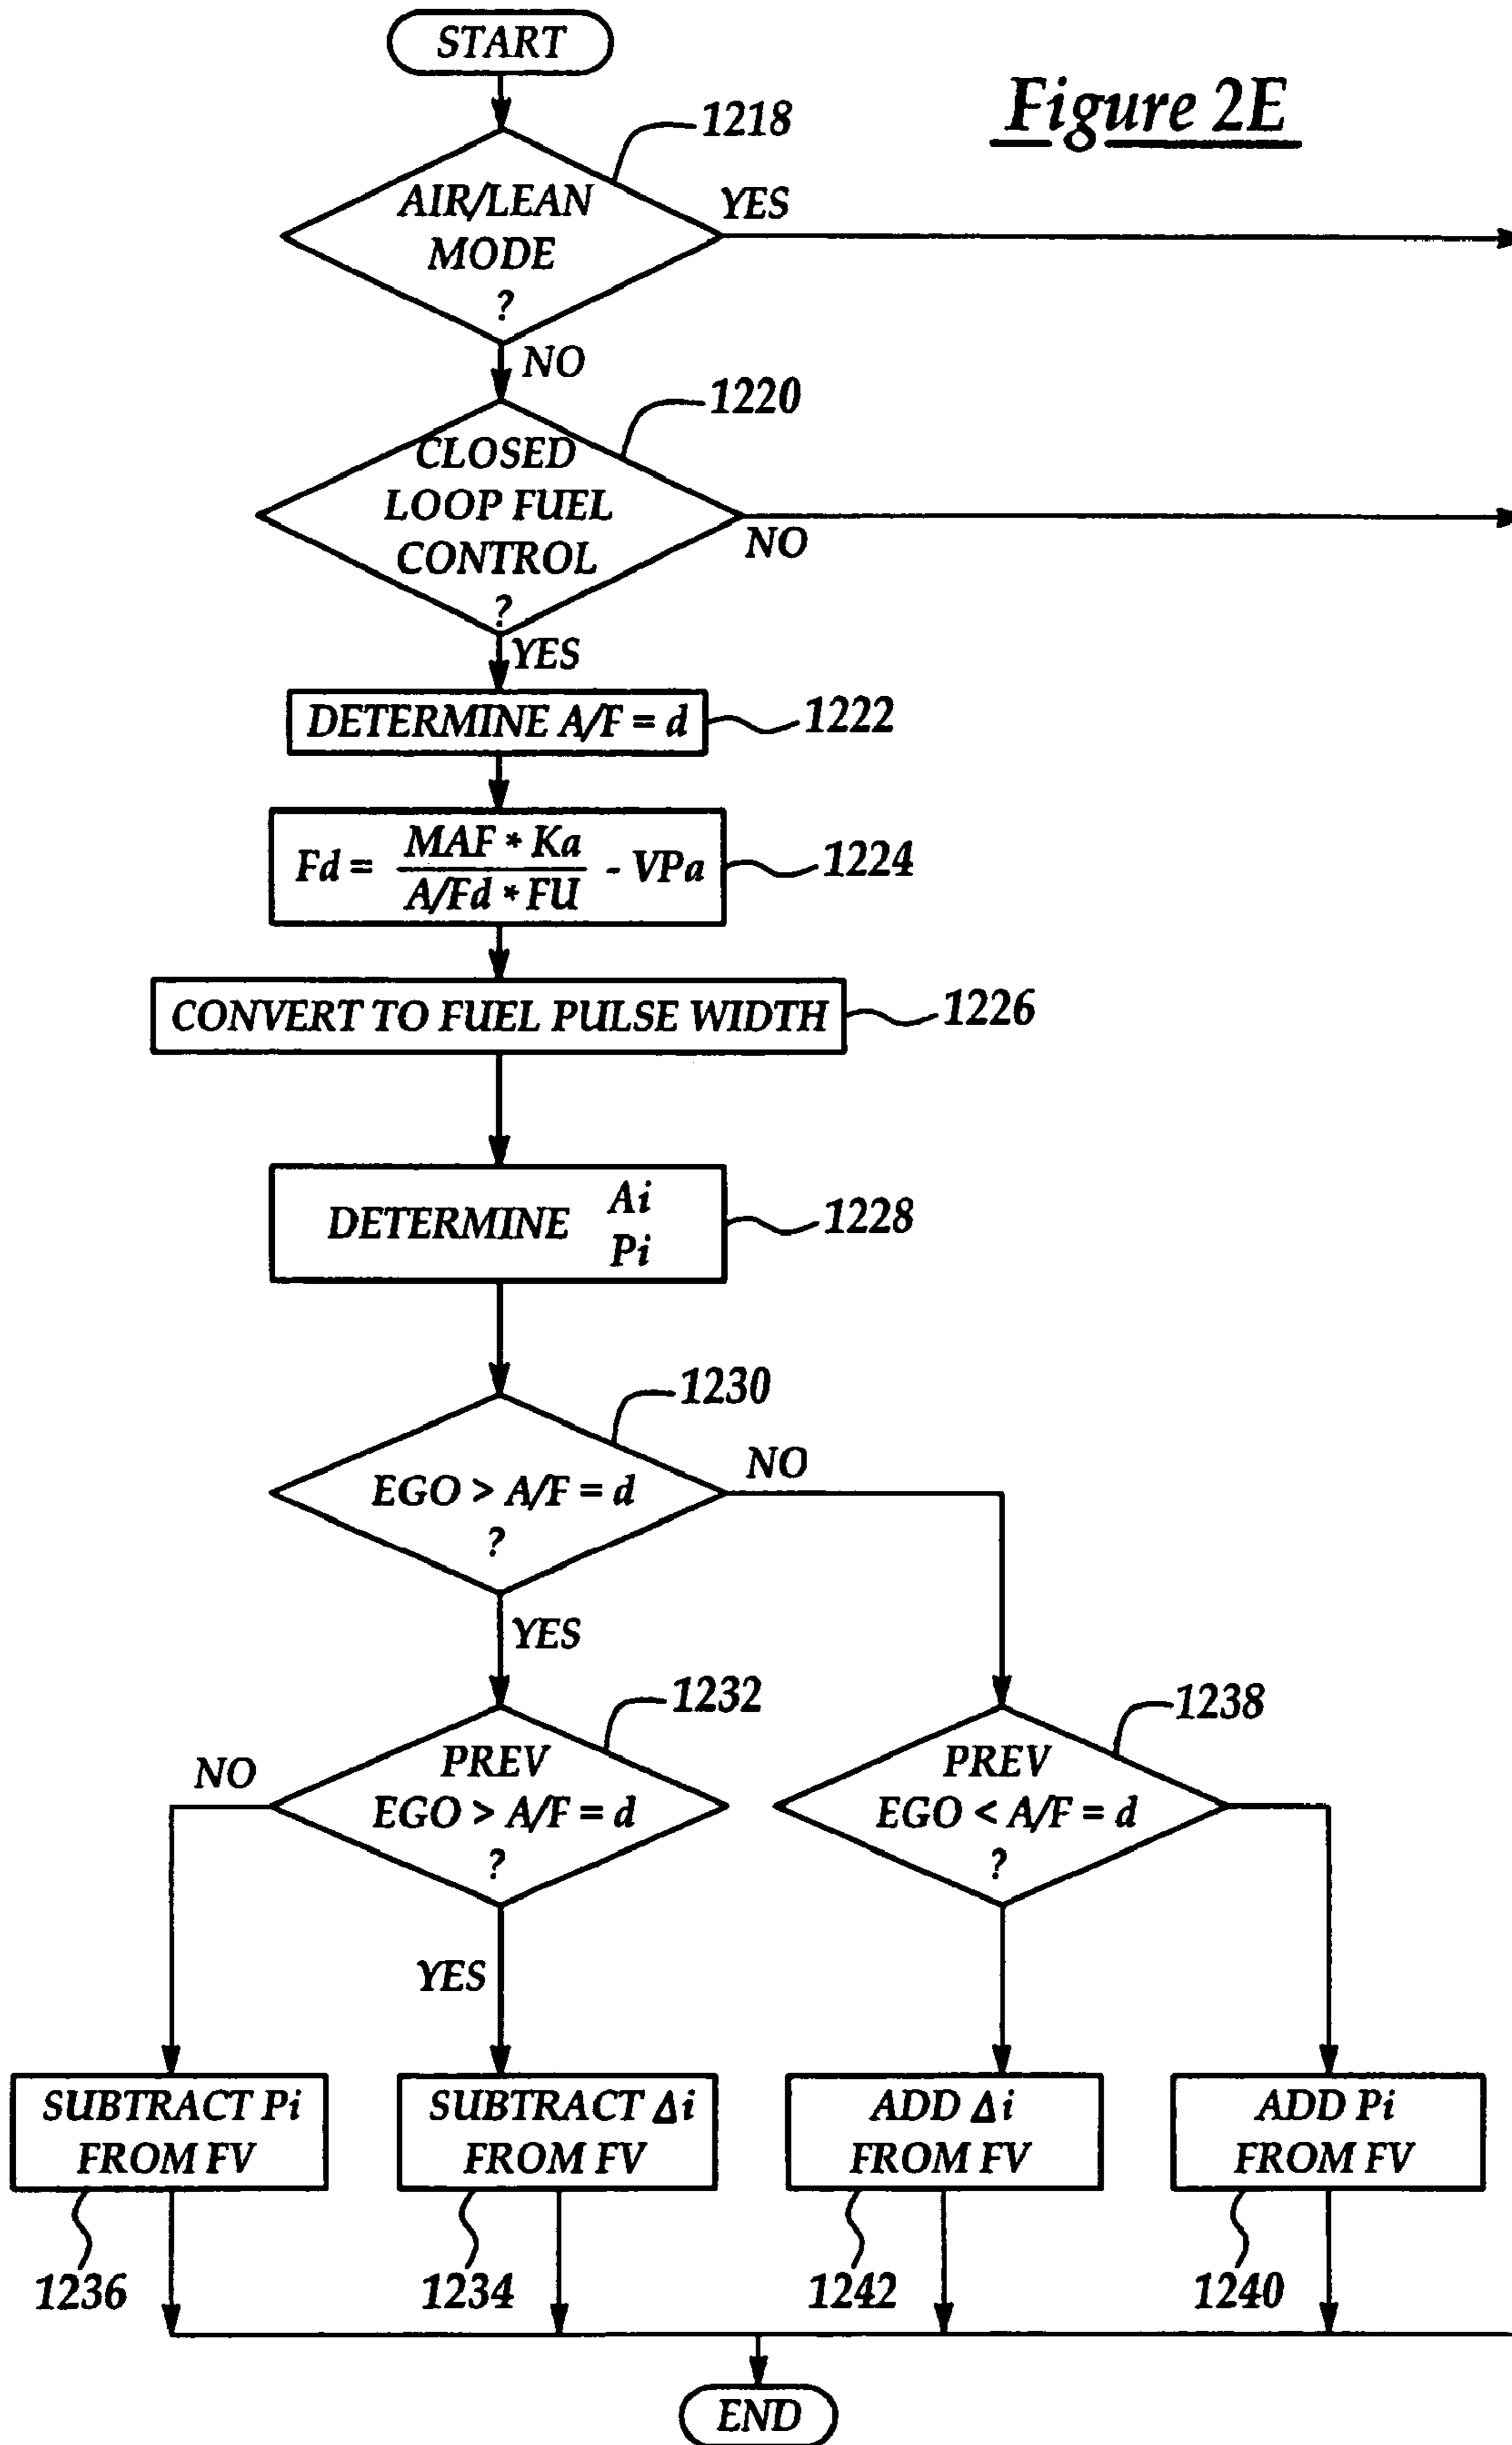 START
Figure 2E
1218
AIR/LEAN
MODE
?
YES
NO
1220
CLOSED
LOOP FUEL
CONTROL
?
NO
YES
DETERMINE A/F = d
1222
Fd = MAF * Ka / A/Fd * FU - VPa
1224
CONVERT TO FUEL PULSE WIDTH
1226
DETERMINE Ai
Pi
1228
1230
EGO > A/F = d
?
NO
YES
1232
PREV
EGO > A/F = d
?
NO
YES
1238
PREV
EGO < A/F = d
?
SUBTRACT Pi
FROM FV
SUBTRACT Δi
FROM FV
ADD Δi
FROM FV
ADD Pi
FROM FV
1236
1234
1242
1240
END